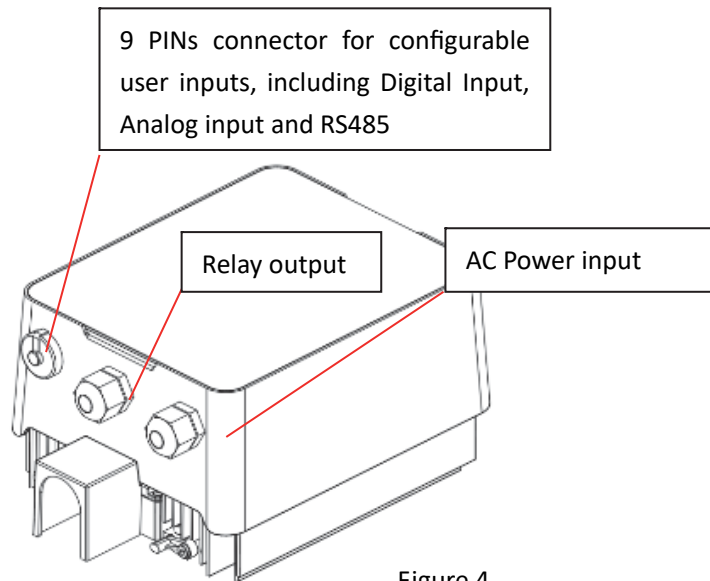 9 PINs connector for configurable
user inputs, including Digital Input,
Analog input and RS485
Relay output
AC Power input
Figure 4